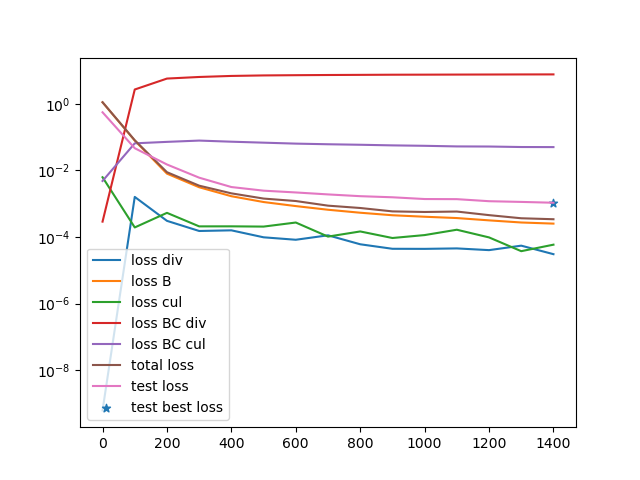 10^0
10^-2
10^-4
10^-6
10^-8
loss div
loss B
loss cul
loss BC div
loss BC cul
total loss
test loss
test best loss
0 200 400 600 800 1000 1200 1400